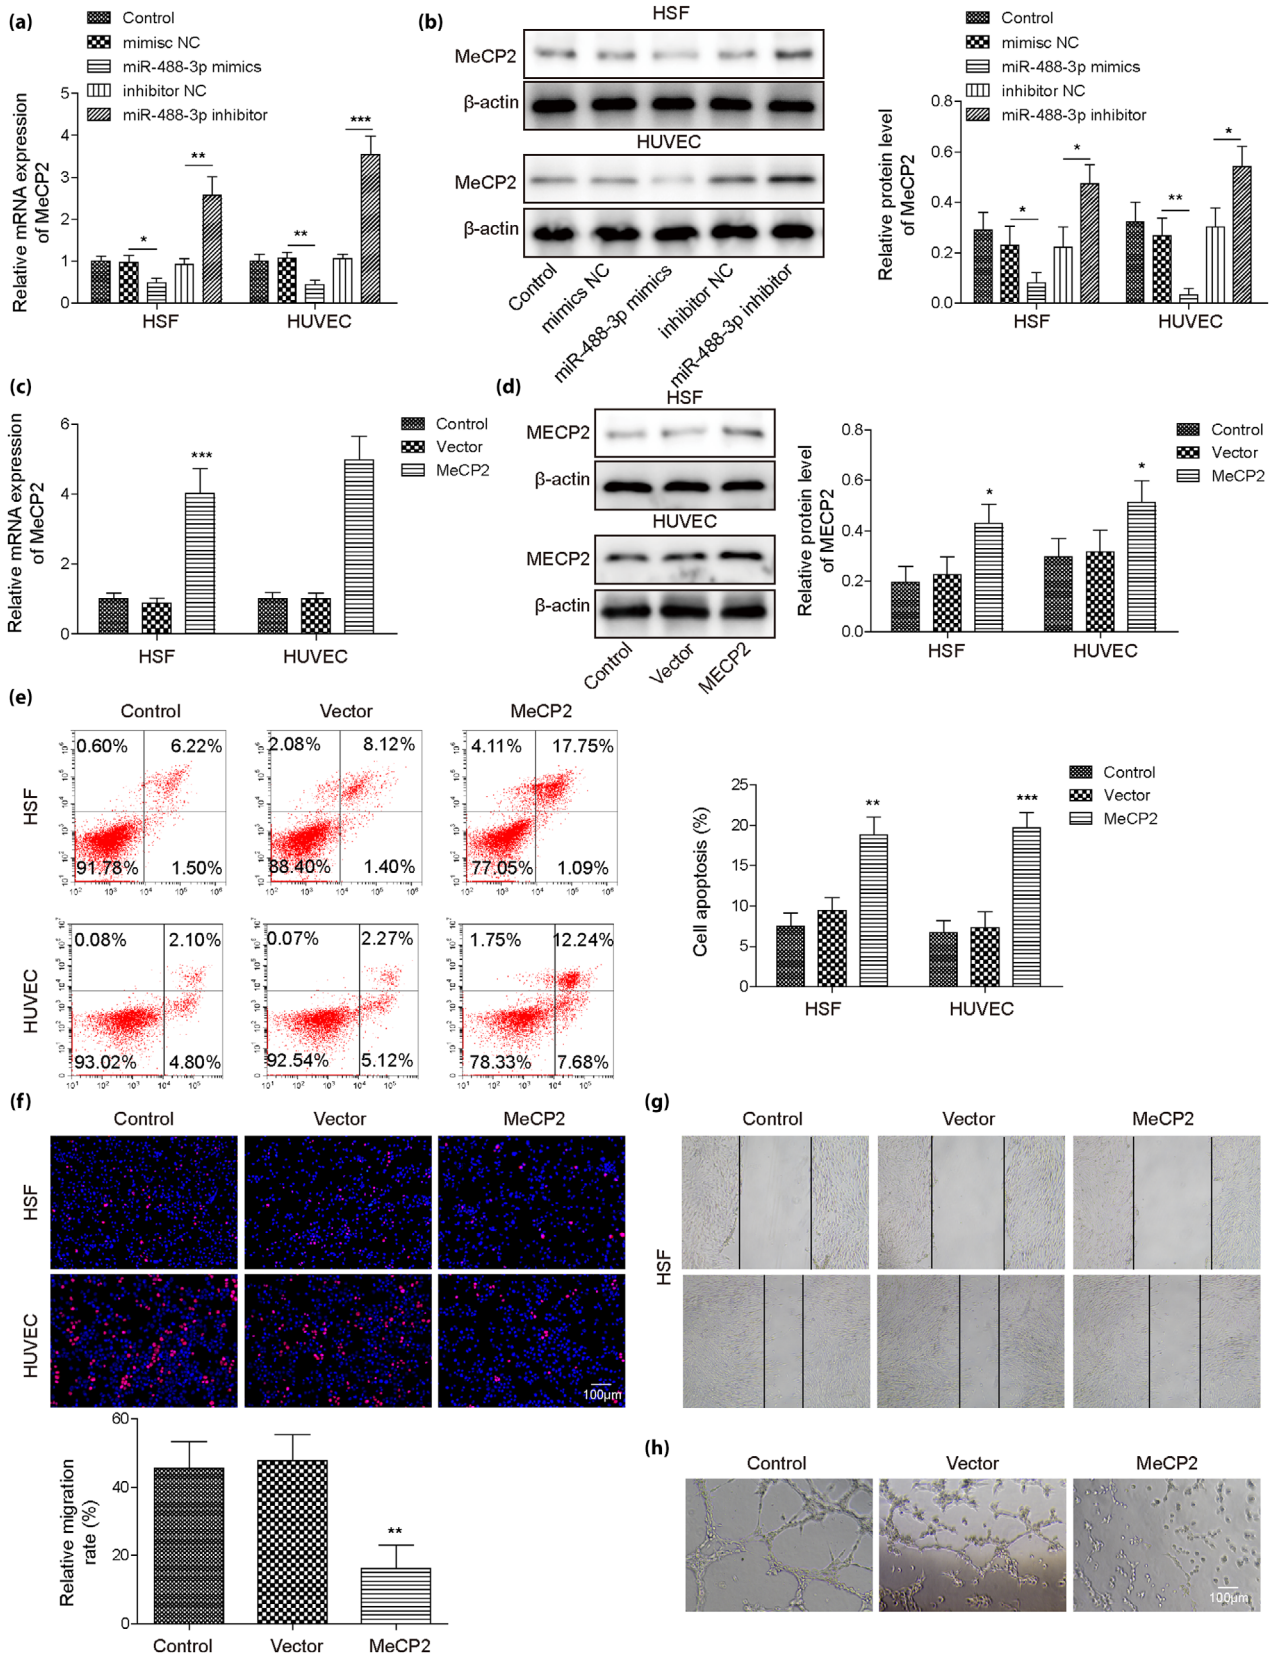 (a)
Control
mimisc NC
miR-488-3p mimics
inhibitor NC
miR-488-3p inhibitor
Relative mRNA expression
of MeCP2
5
4
3
2
1
0
*
**
**
***
HSF
HUVEC
(b)
HSF
MeCP2
β-actin
HUVEC
MeCP2
β-actin
Control
mimics NC
miR-488-3p mimics
inhibitor NC
miR-488-3p inhibitor
Control
mimisc NC
miR-488-3p mimics
inhibitor NC
miR-488-3p inhibitor
Relative protein level
of MeCP2
0.8
0.6
0.4
0.2
0.0
*
*
**
*
HSF
HUVEC
(c)
Relative mRNA expression
of MeCP2
6
4
2
0
***
HSF
HUVEC
Control
Vector
MeCP2
(d)
HSF
MECP2
β-actin
HUVEC
MECP2
β-actin
Control
Vector
MECP2
Relative protein level
of MECP2
0.8
0.6
0.4
0.2
0.0
*
*
HSF
HUVEC
Control
Vector
MeCP2
(e)
Control
Vector
MeCP2
HSF
0.60%
6.22%
91.78%
1.50%
2.08%
8.12%
88.40%
1.40%
4.11%
17.75%
77.05%
1.09%
HUVEC
0.08%
2.10%
93.02%
4.80%
0.07%
2.27%
92.54%
5.12%
1.75%
12.24%
78.33%
7.68%
Cell apoptosis (%)
25
20
15
10
5
0
**
***
HSF
HUVEC
Control
Vector
MeCP2
(f)
Control
Vector
MeCP2
HSF
HUVEC
100μm
Relative migration
rate (%)
60
40
20
0
**
Control
Vector
MeCP2
(g)
Control
Vector
MeCP2
HSF
(h)
Control
Vector
MeCP2
100μm